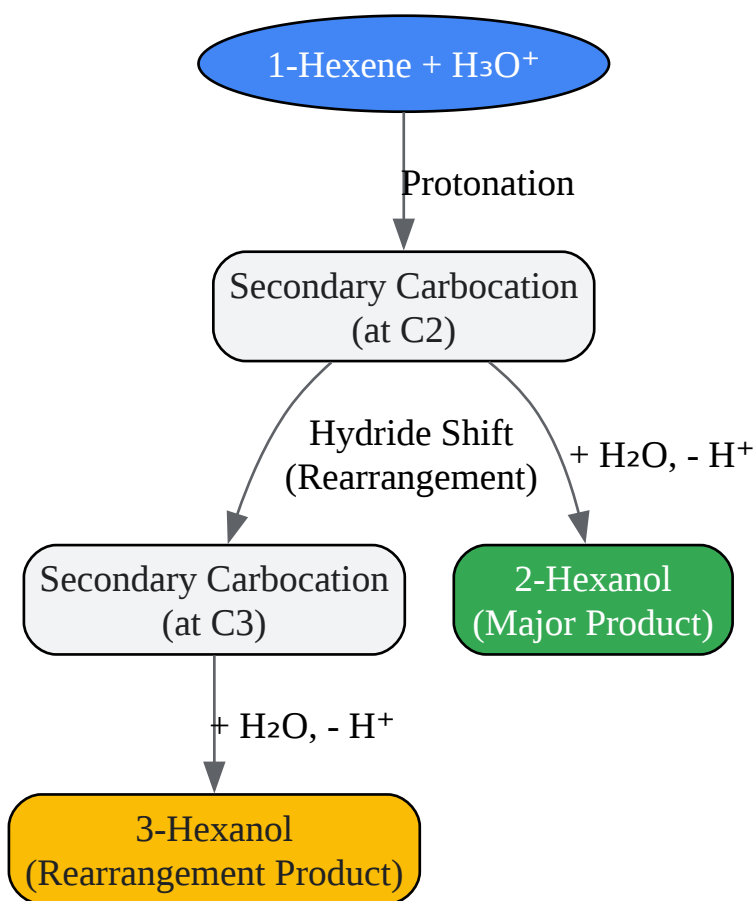 1-Hexene + H₃O⁺
Protonation
Secondary Carbocation
(at C2)
Hydride Shift
(Rearrangement)
+ H₂O, - H⁺
Secondary Carbocation
(at C3)
2-Hexanol
(Major Product)
+ H₂O, - H⁺
3-Hexanol
(Rearrangement Product)